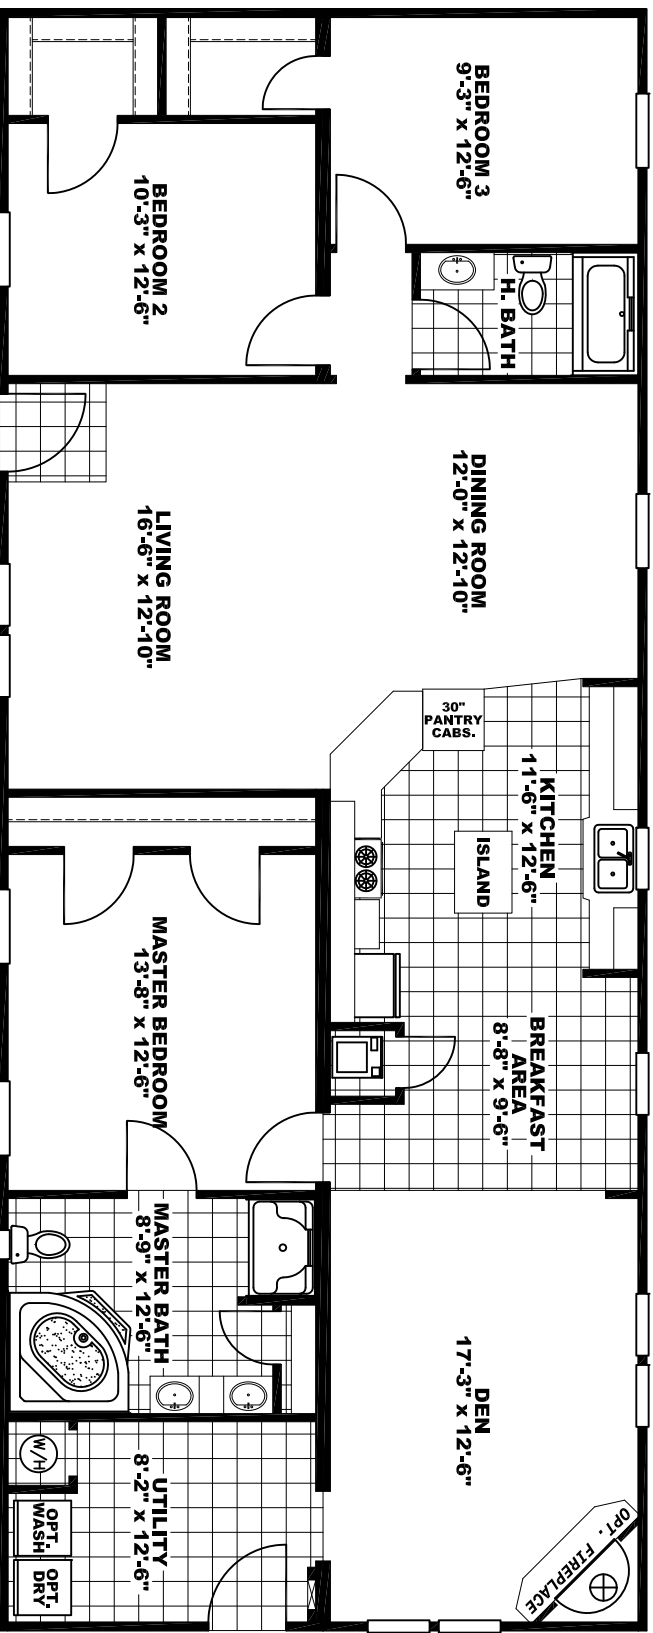 BEDROOM 3
9'-3" x 12'-6"
BEDROOM 2
10'-3" x 12'-6"
H. BATH
DINING ROOM
12'-0" x 12'-10"
LIVING ROOM
16'-6" x 12'-10"
30"
PANTRY
CABS.
KITCHEN
11'-6" x 12'-6"
ISLAND
MASTER BEDROOM
13'-8" x 12'-6"
BREAKFAST
AREA
8'-8" x 9'-6"
MASTER BATH
8'-9" x 12'-6"
DEN
17'-3" x 12'-6"
W/H
UTILITY
8'-2" x 12'-6"
OPT.
WASH
OPT.
DRY.
OPT. FIREPLACE